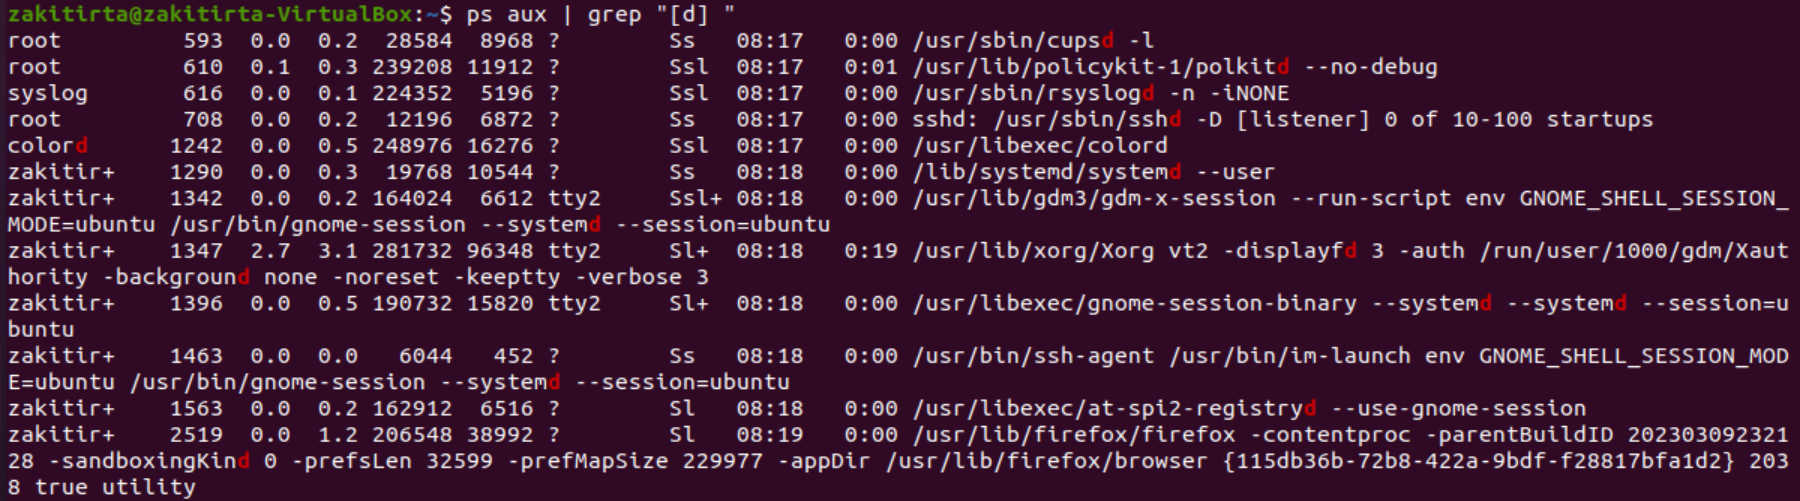 zakitirta@zakitirta-VirtualBox:~$ ps aux | grep "[d] "
root         593  0.0  0.2  28584  8968 ?        Ss   08:17   0:00 /usr/sbin/cupsd -l
root         610  0.1  0.3 239208 11912 ?        Ssl  08:17   0:01 /usr/lib/policykit-1/polkitd --no-debug
syslog       616  0.0  0.1 224352  5196 ?        Ssl  08:17   0:00 /usr/sbin/rsyslogd -n -iNONE
root         708  0.0  0.2  12196  6872 ?        Ss   08:17   0:00 sshd: /usr/sbin/sshd -D [listener] 0 of 10-100 startups
colord      1242  0.0  0.5 248976 16276 ?        Ssl  08:17   0:00 /usr/libexec/colord
zakitir+    1290  0.0  0.3  19768 10544 ?        Ss   08:18   0:00 /lib/systemd/systemd --user
zakitir+    1342  0.0  0.2 164024  6612 tty2     Ssl+ 08:18   0:00 /usr/lib/gdm3/gdm-x-session --run-script env GNOME_SHELL_SESSION_
MODE=ubuntu /usr/bin/gnome-session --systemd --session=ubuntu
zakitir+    1347  2.7  3.1 281732 96348 tty2     Sl+  08:18   0:19 /usr/lib/xorg/Xorg vt2 -displayfd 3 -auth /run/user/1000/gdm/Xaut
hority -background none -noreset -keeptty -verbose 3
zakitir+    1396  0.0  0.5 190732 15820 tty2     Sl+  08:18   0:00 /usr/libexec/gnome-session-binary --systemd --systemd --session=u
buntu
zakitir+    1463  0.0  0.0   6044   452 ?        Ss   08:18   0:00 /usr/bin/ssh-agent /usr/bin/im-launch env GNOME_SHELL_SESSION_MOD
E=ubuntu /usr/bin/gnome-session --systemd --session=ubuntu
zakitir+    1563  0.0  0.2 162912  6516 ?        Sl   08:18   0:00 /usr/libexec/at-spi2-registryd --use-gnome-session
zakitir+    2519  0.0  1.2 206548 38992 ?        Sl   08:19   0:00 /usr/lib/firefox/firefox -contentproc -parentBuildID 202303092321
28 -sandboxingKind 0 -prefsLen 32599 -prefMapSize 229977 -appDir /usr/lib/firefox/browser {115db36b-72b8-422a-9bdf-f28817bfa1d2} 203
8 true utility